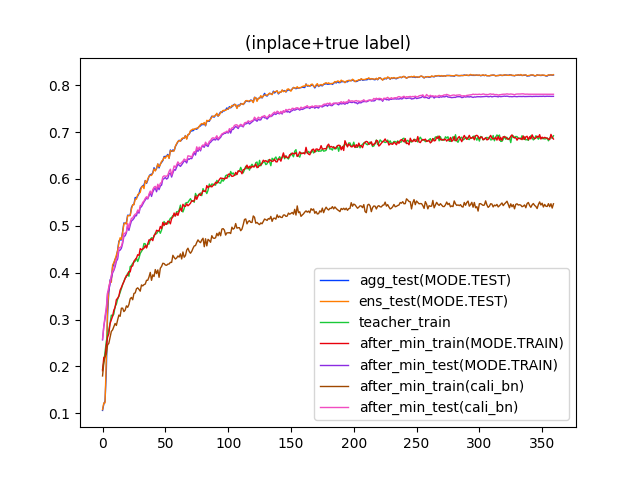 (inplace+true label)
0.8
0.7
0.6
0.5
0.4
0.3
0.2
0.1
0 50 100 150 200 250 300 350
agg_test(MODE.TEST)
ens_test(MODE.TEST)
teacher_train
after_min_train(MODE.TRAIN)
after_min_test(MODE.TRAIN)
after_min_train(cali_bn)
after_min_test(cali_bn)